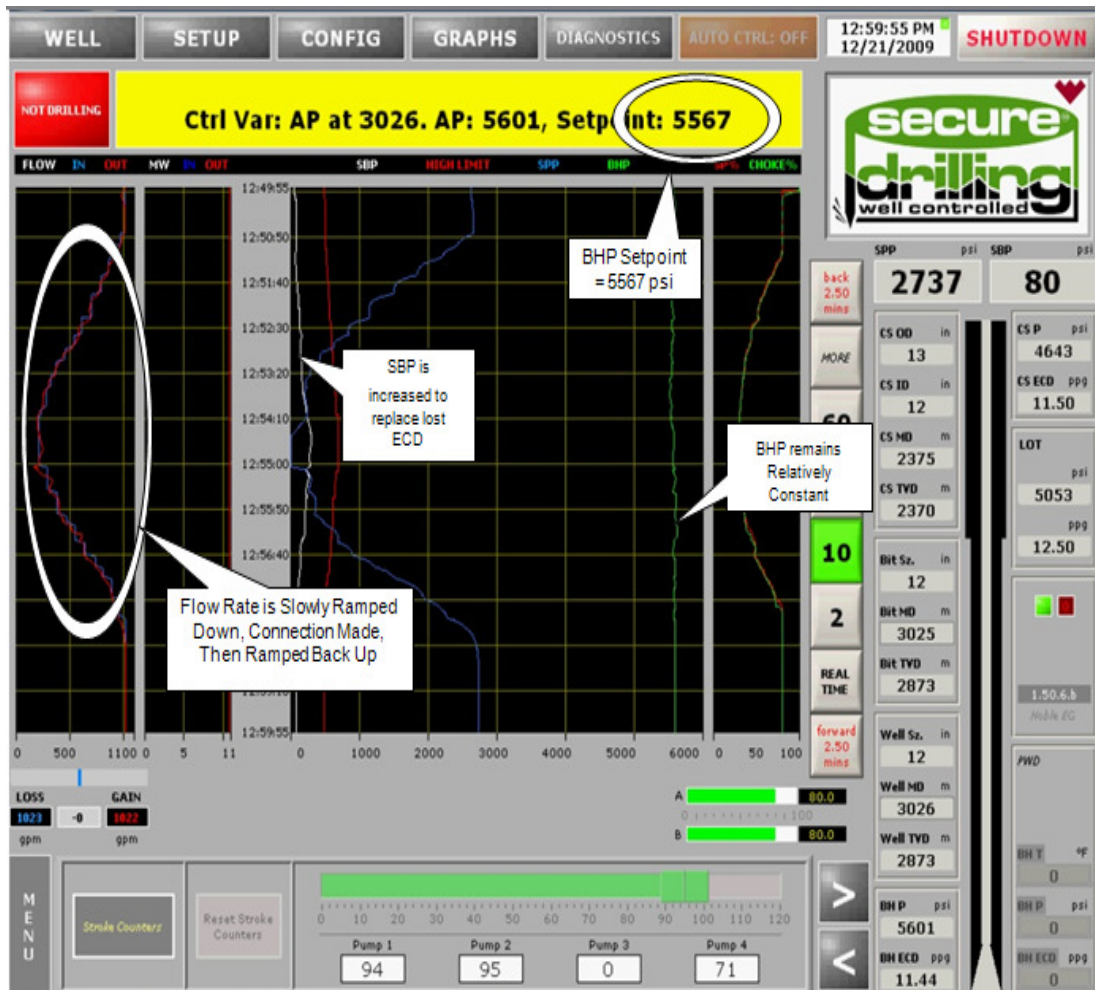 WELL
SETUP
CONFIG
GRAPHS
DIAGNOSTICS
AUTO CTRL: OFF
12:59:55 PM
12/21/2009
SHUTDOWN
NOT DRILLING
Ctrl Var: AP at 3026. AP: 5601, Setpoint: 5567
FLOW IN OUT MW IN OUT SBP HIGH LIMIT SPP BHP SP% CHOKE%
secure
drilling
well controlled
12:49:55
12:50:50
12:51:40
12:52:30
12:53:20
12:54:10
12:55:00
12:55:50
12:56:40
12:59:55
BHP Setpoint
= 5567 psi
SBP is
increased to
replace lost
ECD
BHP remains
Relatively
Constant
Flow Rate is Slowly Ramped
Down, Connection Made,
Then Ramped Back Up
0 500 1100 0 5 11 0 1000 2000 3000 4000 5000 6000 0 50 100
back
2.50
mins
MORE
60
10
2
REAL
TIME
forward
2.50
mins
SPP psi SBP psi
2737 80
CS OD in
13
CS ID in
12
CS MD m
2375
CS TVD m
2370
Bit Sz. in
12
Bit MD m
3025
Bit TVD m
2873
Well Sz. in
12
Well MD m
3026
Well TVD m
2873
BH P psi
5601
BH ECD ppg
11.44
CS P psi
4643
CS ECD ppg
11.50
LOT
psi
5053
ppg
12.50
1.50.6.b
Noble EG
PWD
BH T °F
0
BH P psi
0
BH ECD ppg
0
LOSS GAIN
1023 -0 1022
gpm gpm
A 80.0
0 100
B 80.0
MENU
Stroke Counters
Reset Stroke
Counters
0 10 20 30 40 50 60 70 80 90 100 110 120
Pump 1 Pump 2 Pump 3 Pump 4
94 95 0 71
>
<